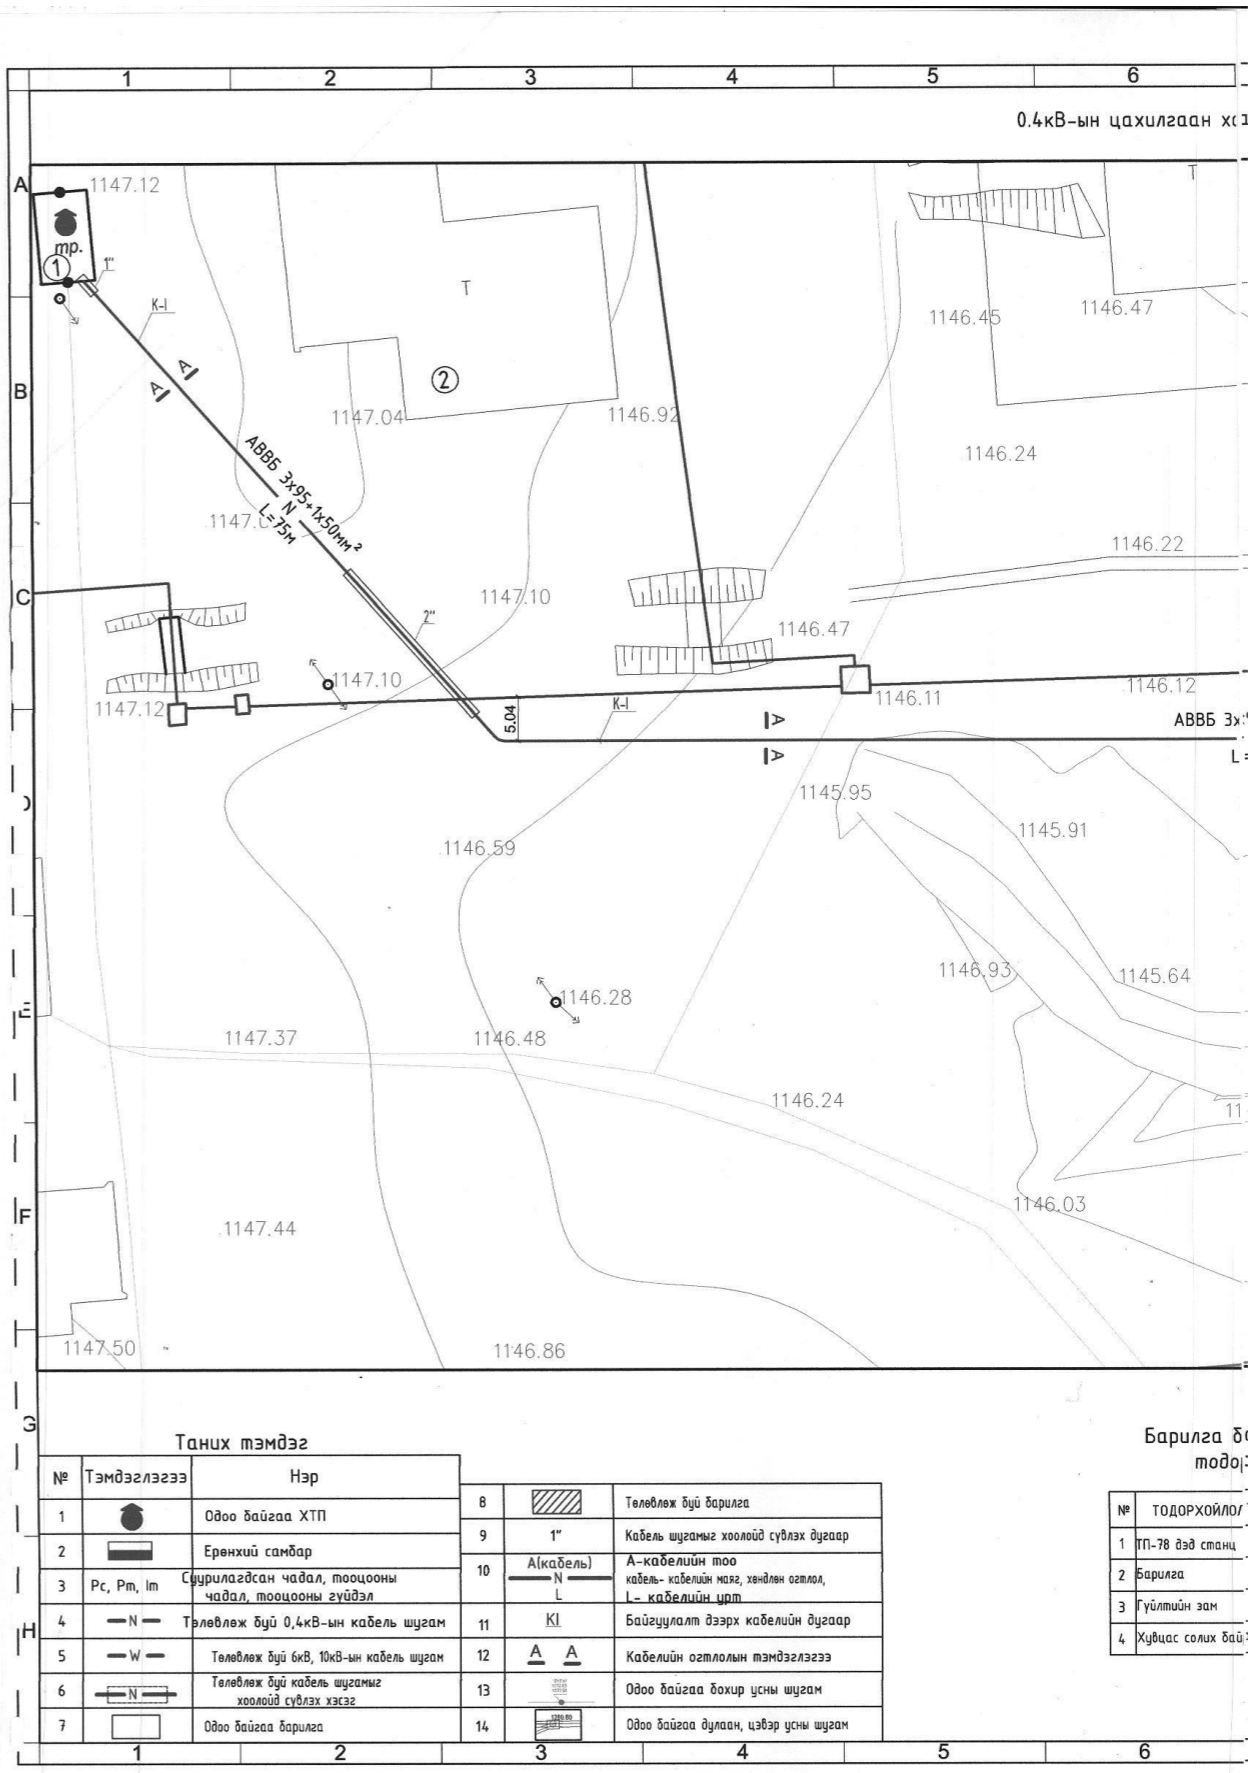 1 2 3 4 5 6
0.4кВ-ын цахилгаан
A
1147.12
тр.
1
1"
К-I
T
T
1146.45
1146.47
B
A
A
2
1147.04
1146.92
1146.24
АВВБ 3х95+1х50мм²
N
L=75м
1146.22
C
1147.10
2"
1146.47
1147.10
1147.12
1146.11
1146.12
5.04
К-I
A
A
АВВБ
1145.95
1145.91
1146.59
1146.93
1145.64
E
1146.28
1147.37
1146.48
1146.24
F
1147.44
1146.03
1147.50
1146.86
G
Таних тэмдэг
№ Тэмдэглэгээ Нэр
1 Одоо байгаа ХТП
2 Ерөнхий самбар
3 Рс, Рт, Iт Суурилагдсан чадал, тооцооны
чадал, тооцооны гүйдэл
4 N Төлөвлөж буй 0,4кВ-ын кабель шугам
5 W Төлөвлөж буй 6кВ, 10кВ-ын кабель шугам
6 N Төлөвлөж буй кабель шугамыг
хоолойд сүвлэх хэсэг
7 Одоо байгаа барилга
8 Төлөвлөж буй барилга
9 1" Кабель шугамыг хоолойд сүвлэх дугаар
10 А(кабель) А-кабелийн тоо
N кабель- кабелийн маяг, хөндлөн огтлол,
L L- кабелийн урт
11 KI Байгуулалт дээрх кабелийн дугаар
12 A A Кабелийн огтлолын тэмдэглэгээ
13 Одоо байгаа бохир усны шугам
14 Одоо байгаа дулаан, цэвэр усны шугам
Барилга
№ ТОДОРХОЙЛОЛ
1 ТП-78 дэд станц
2 Барилга
3 Гүйлтийн зам
4 Хувцас солих
H
1 2 3 4 5 6